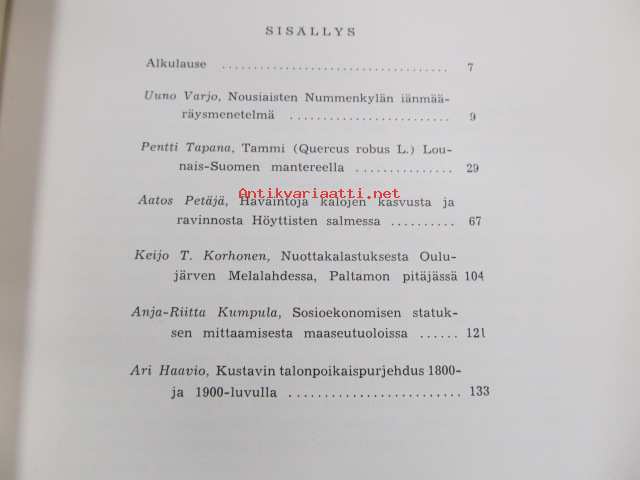 SISÄLLYS
Alkulause ................................ 7
Uuno Varjo, Nousiaisten Nummenkylän iänmää-
räysmenetelmä ....................... 9
Pentti Tapana, Tammi (Quercus robus L.) Lou-
nais-Suomen mantereella .............. 29
Antikvariaatti.net
Aatos Petäjä, Havaintoja kalojen kasvusta ja
ravinnosta Höyttisten salmessa .......... 67
Keijo T. Korhonen, Nuottakalastuksesta Oulu-
järven Melalahdessa, Paltamon pitäjässä 104
Anja-Riitta Kumpula, Sosioekonomisen statuk-
sen mittaamisesta maaseutuoloissa ...... 121
Ari Haavio, Kustavin talonpoikaispurjehdus 1800-
ja 1900-luvulla ........................ 133